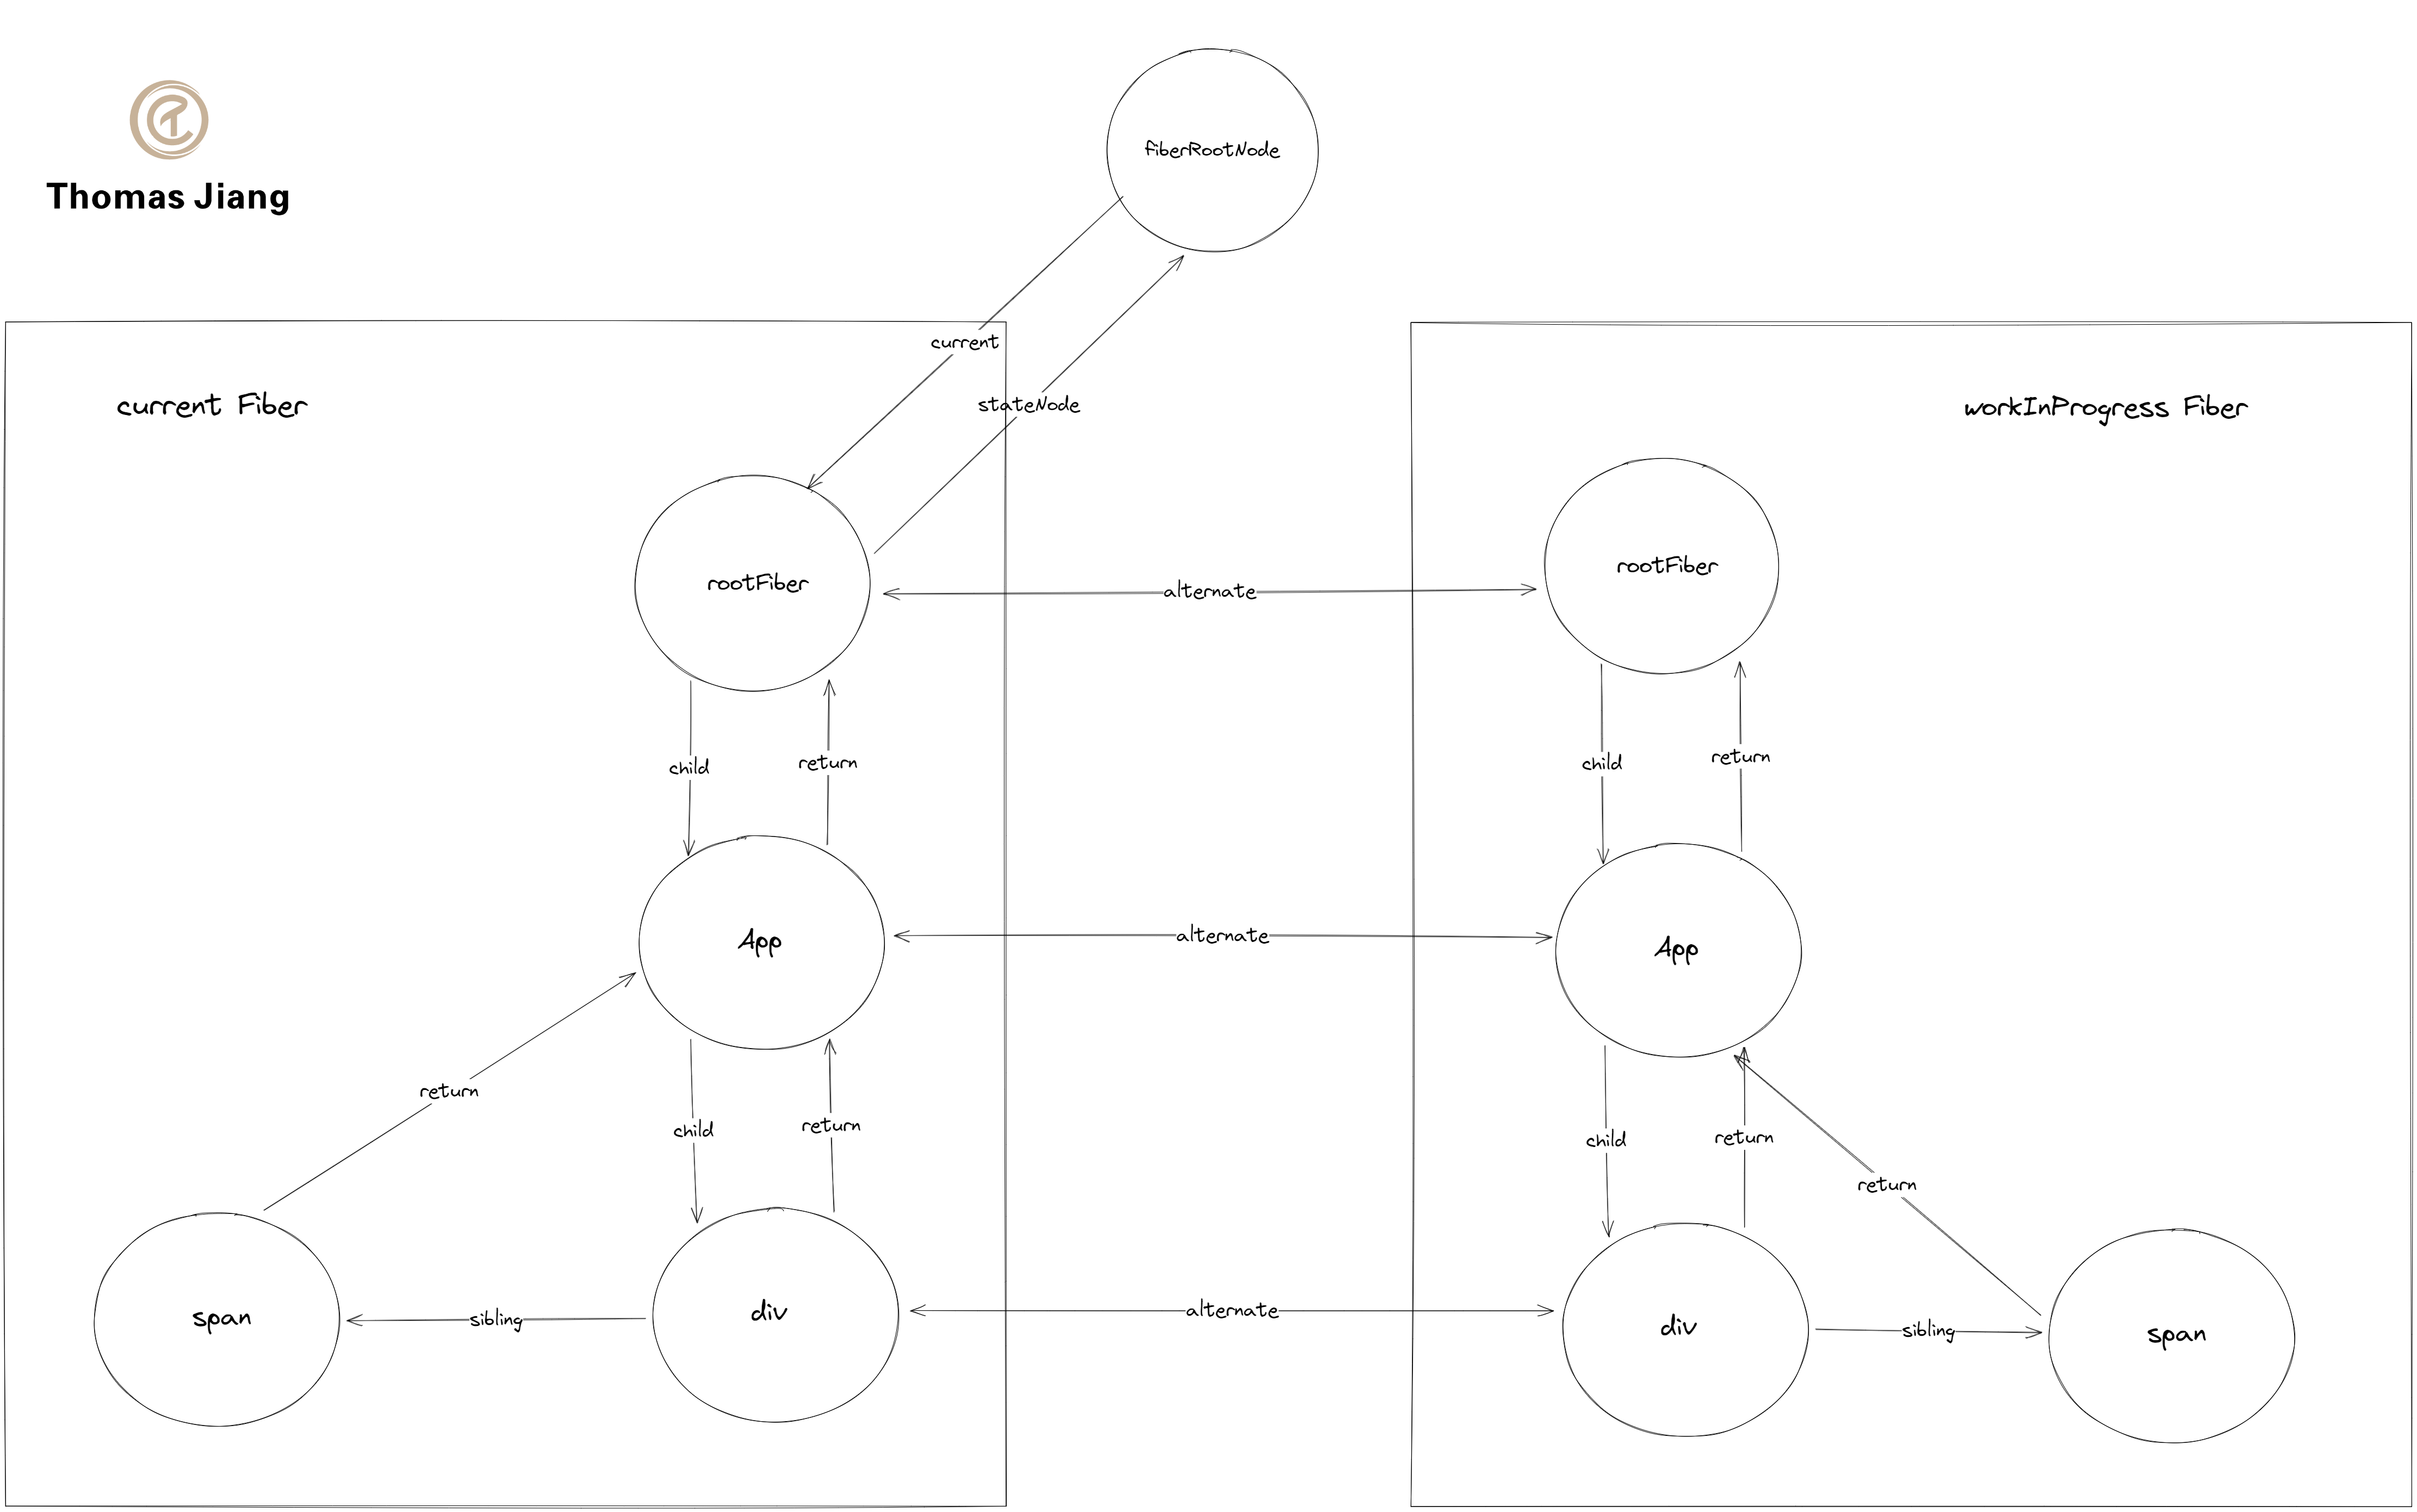 fiberRootNode
Thomas Jiang
current
current Fiber
stateNode
workInProgress Fiber
rootFiber
alternate
rootFiber
child
return
child
return
App
alternate
App
return
child
return
child
return
return
span
sibling
div
alternate
div
sibling
span